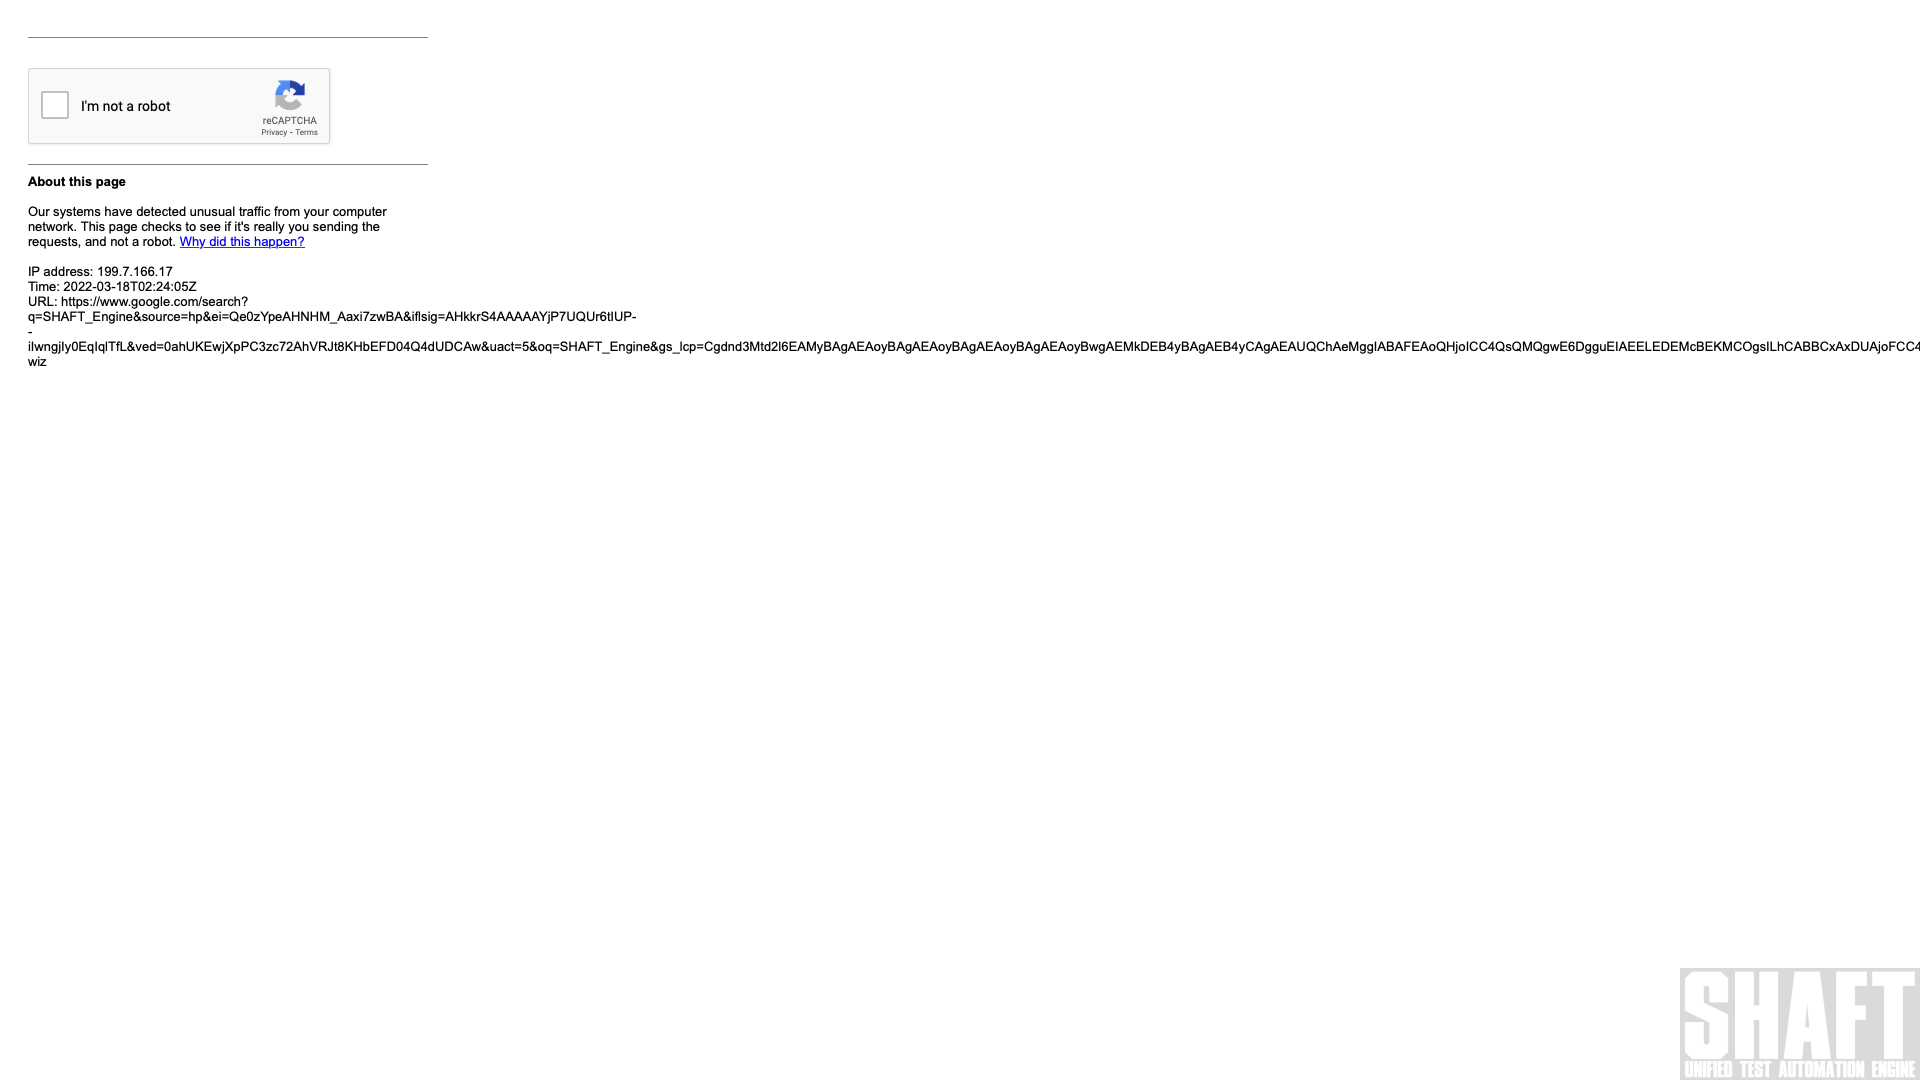 I'm not a robot
reCAPTCHA
Privacy - Terms
About this page
Our systems have detected unusual traffic from your computer
network. This page checks to see if it's really you sending the
requests, and not a robot. Why did this happen?
IP address: 199.7.166.17
Time: 2022-03-18T02:24:05Z
URL: https://www.google.com/search?
q=SHAFT_Engine&source=hp&ei=Qe0zYpeAHNHM_Aaxi7zwBA&iflsig=AHkkrS4AAAAAYjP7UQUr6tIUP-
-
iIwngjIy0EqIqlTfL&ved=0ahUKEwjXpPC3zc72AhVRJt8KHbEFD04Q4dUDCAw&uact=5&oq=SHAFT_Engine&gs_lcp=Cgdnd3Mtd2l6EAMyBAgAEAoyBAgAEAoyBAgAEAoyBAgAEAoyBwgAEMkDEB4yBAgAEB4yCAgAEAUQChAeMggIABAFEAoQHjoICC4QsQMQgwE6DgguEIAEELEDEMcBEKMCOgsILhCABBCxAxDUAjoFCC4
wiz
SHAFT
UNIFIED TEST AUTOMATION ENGINE